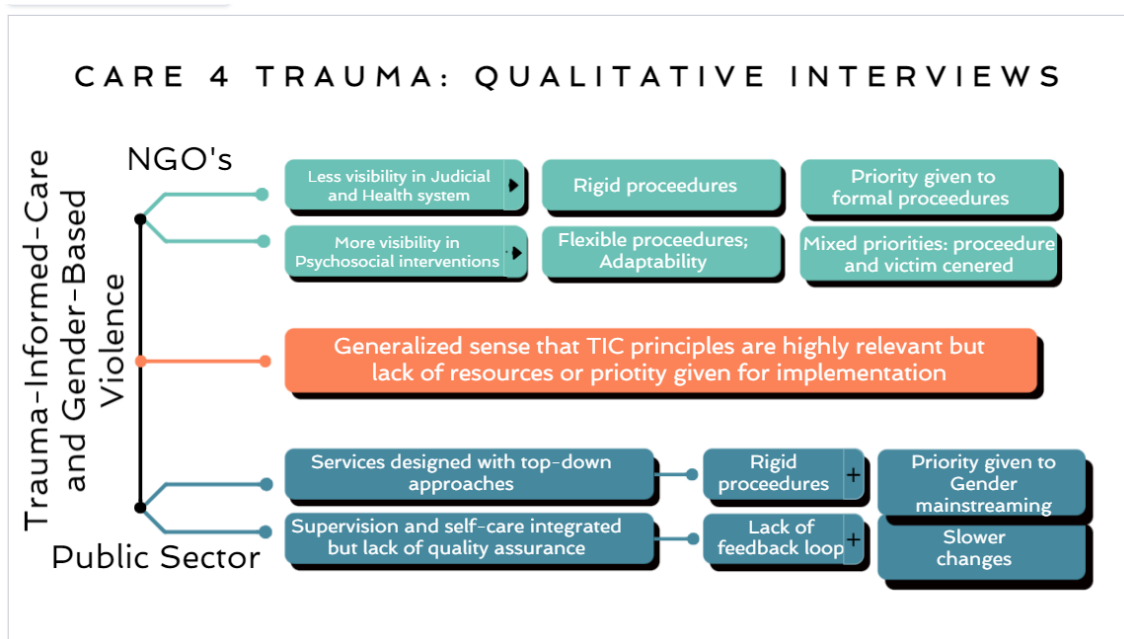 CARE 4 TRAUMA: QUALITATIVE INTERVIEWS
Trauma-Informed-Care
and Gender-Based
Violence
NGO's
Less visibility in Judicial
and Health system
Rigid proceedures
Priority given to
formal proceedures
More visibility in
Psychosocial interventions
Flexible proceedures;
Adaptability
Mixed priorities: proceedure
and victim cenered
Generalized sense that TIC principles are highly relevant but
lack of resources or priotity given for implementation
Services designed with top-down
approaches
Rigid
proceedures
+
Priority given to
Gender
mainstreaming
Supervision and self-care integrated
but lack of quality assurance
Lack of
feedback loop
+
Slower
changes
Public Sector